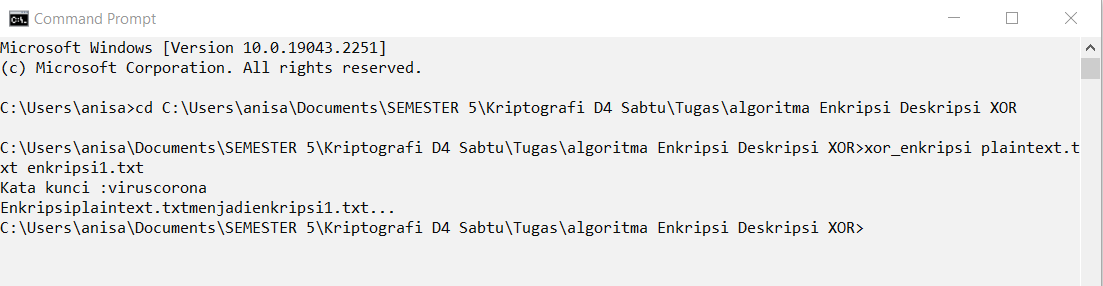 Command Prompt
Microsoft Windows [Version 10.0.19043.2251]
(c) Microsoft Corporation. All rights reserved.
C:\Users\anisa>cd C:\Users\anisa\Documents\SEMESTER 5\Kriptografi D4 Sabtu\Tugas\algoritma Enkripsi Deskripsi XOR
C:\Users\anisa\Documents\SEMESTER 5\Kriptografi D4 Sabtu\Tugas\algoritma Enkripsi Deskripsi XOR>xor_enkripsi plaintext.t
xt enkripsi1.txt
Kata kunci :viruscorona
Enkripsiplaintext.txtmenjadienkripsi1.txt...
C:\Users\anisa\Documents\SEMESTER 5\Kriptografi D4 Sabtu\Tugas\algoritma Enkripsi Deskripsi XOR>